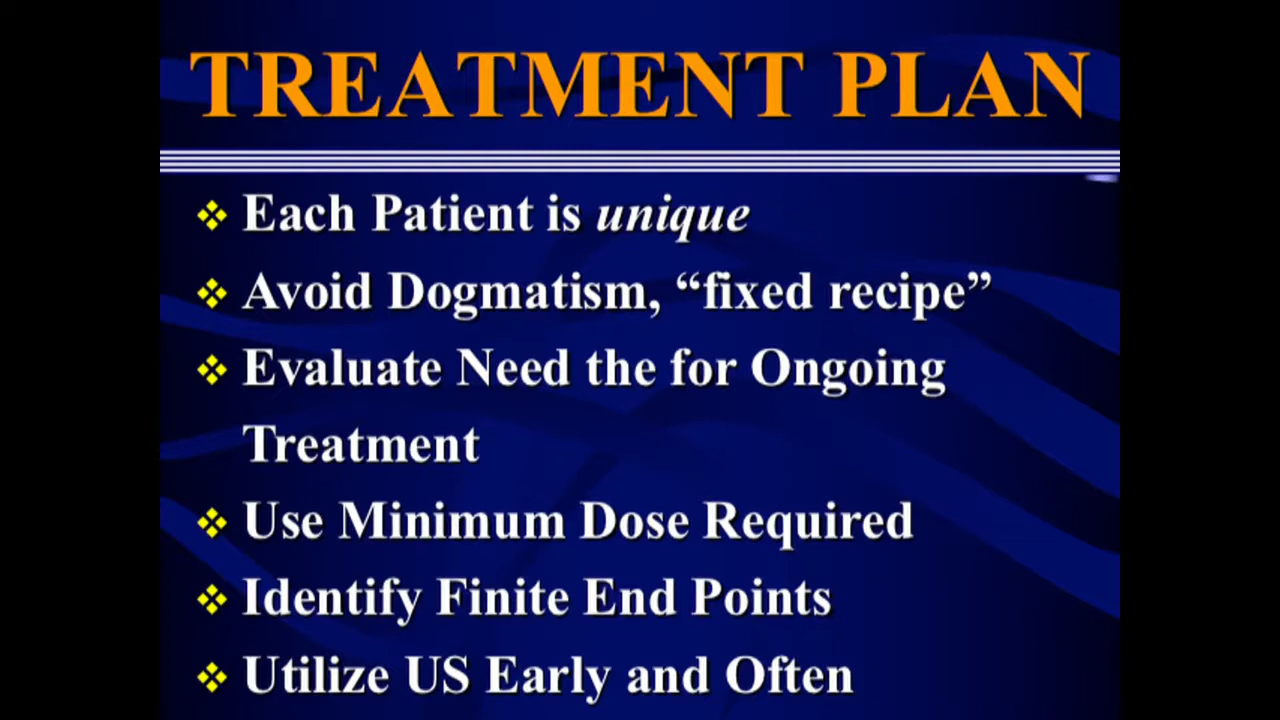 TREATMENT PLAN
Each Patient is unique
Avoid Dogmatism, “fixed recipe”
Evaluate Need the for Ongoing
Treatment
Use Minimum Dose Required
Identify Finite End Points
Utilize US Early and Often